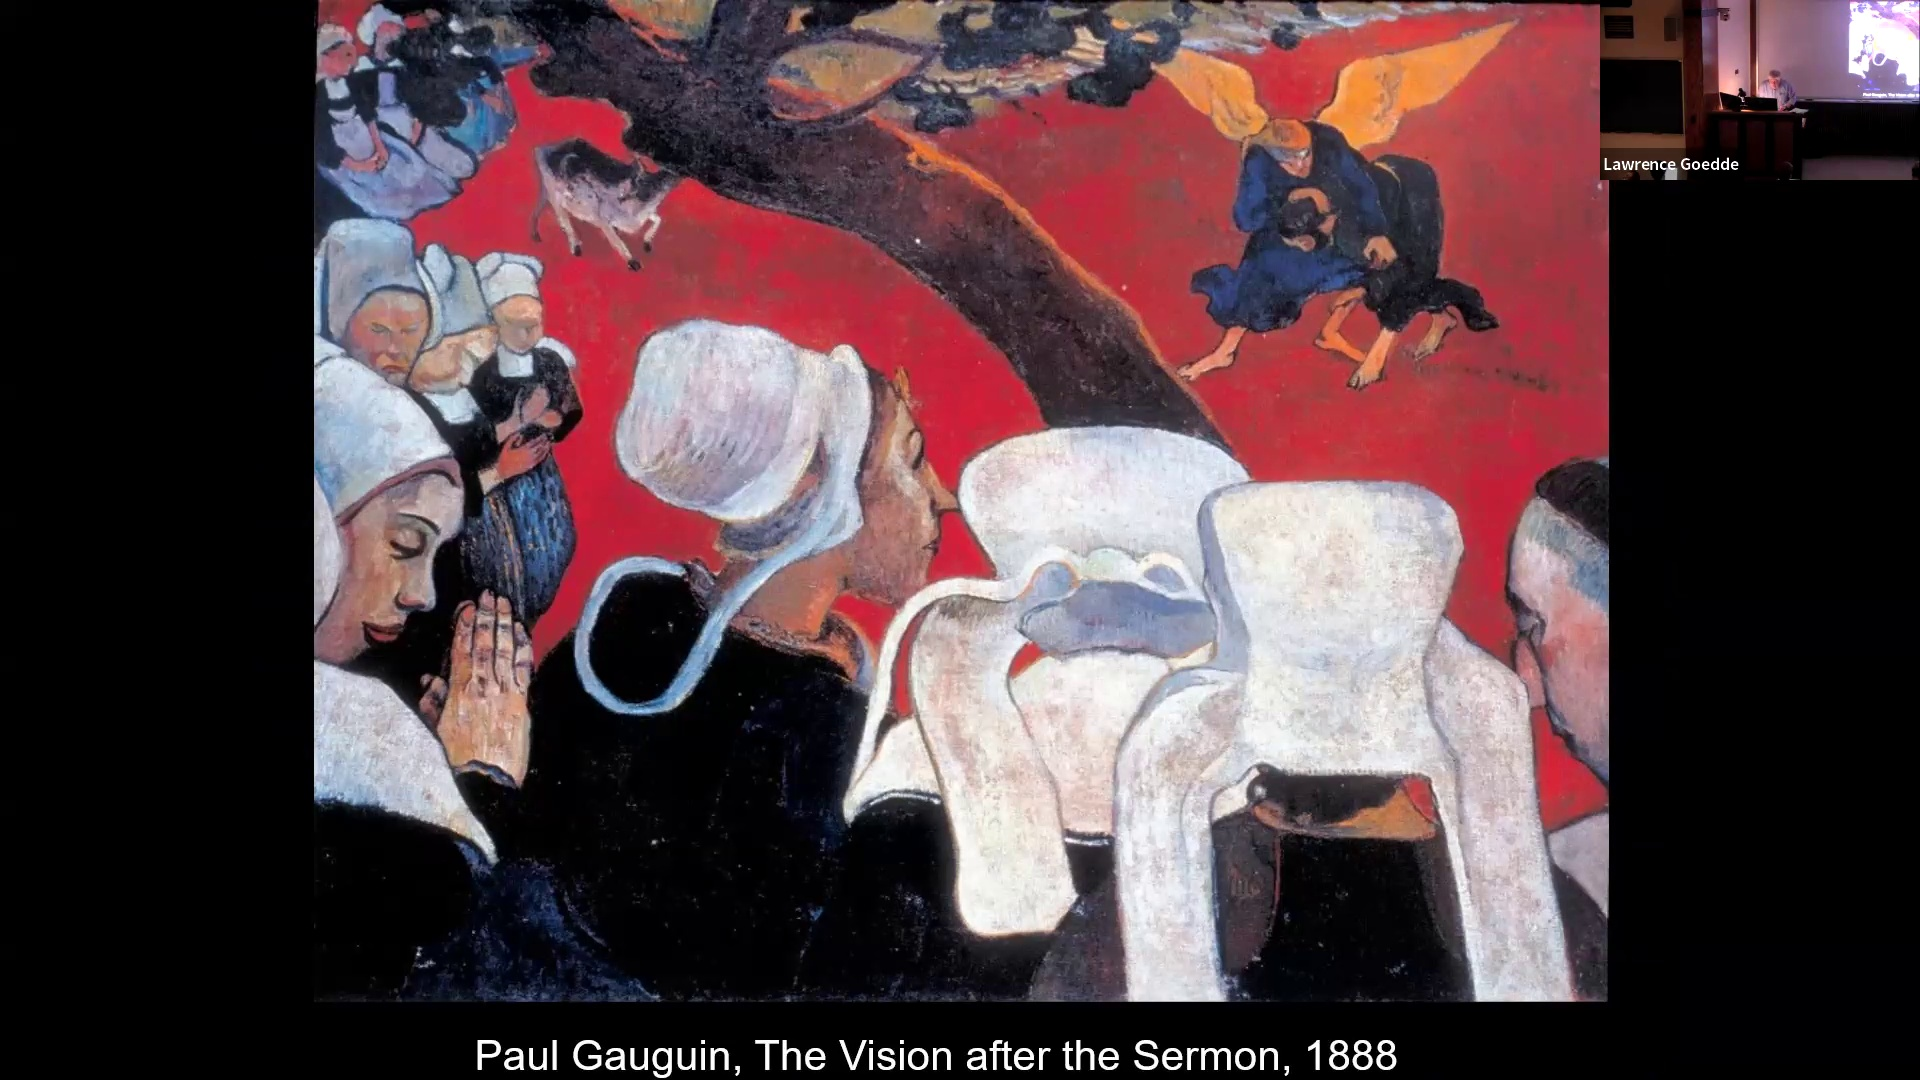 Lawrence Goedde
Paul Gauguin, The Vision after the Sermon, 1888